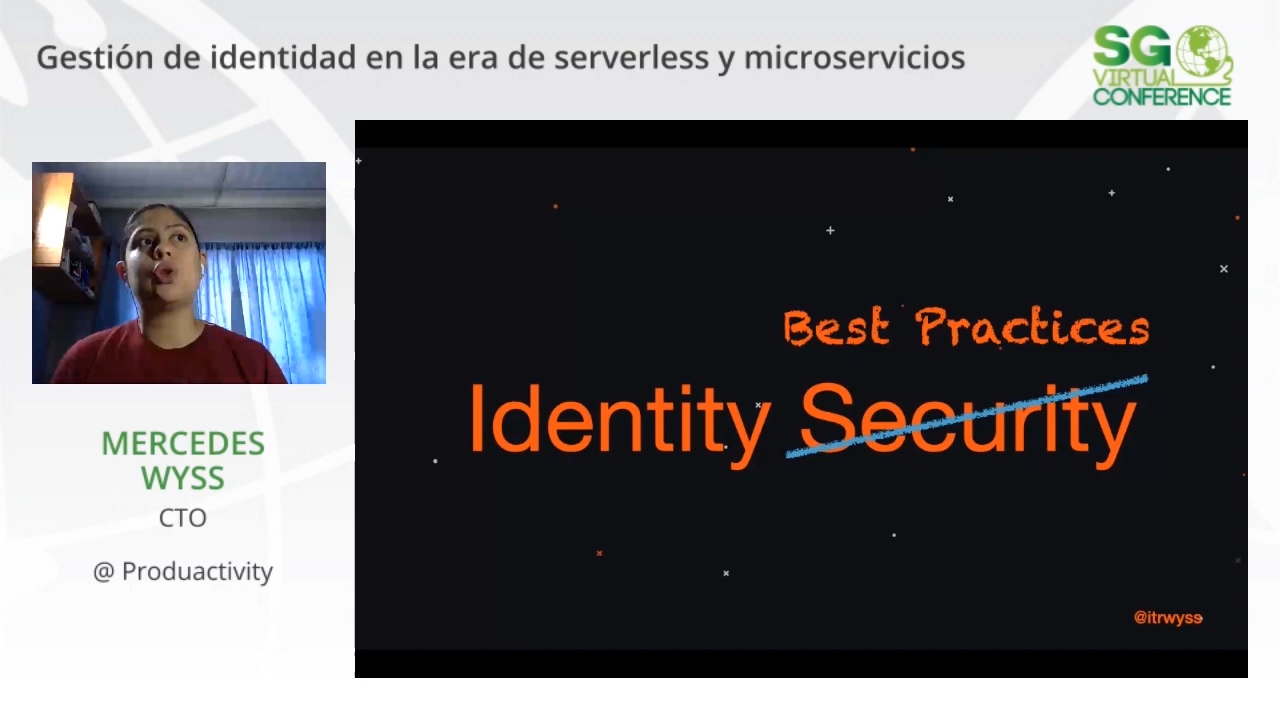 Gestión de identidad en la era de serverless y microservicios
SG
VIRTUAL
CONFERENCE
MERCEDES
WYSS
CTO
@ Produactivity
Best Practices
Identity Security
@itrwyss